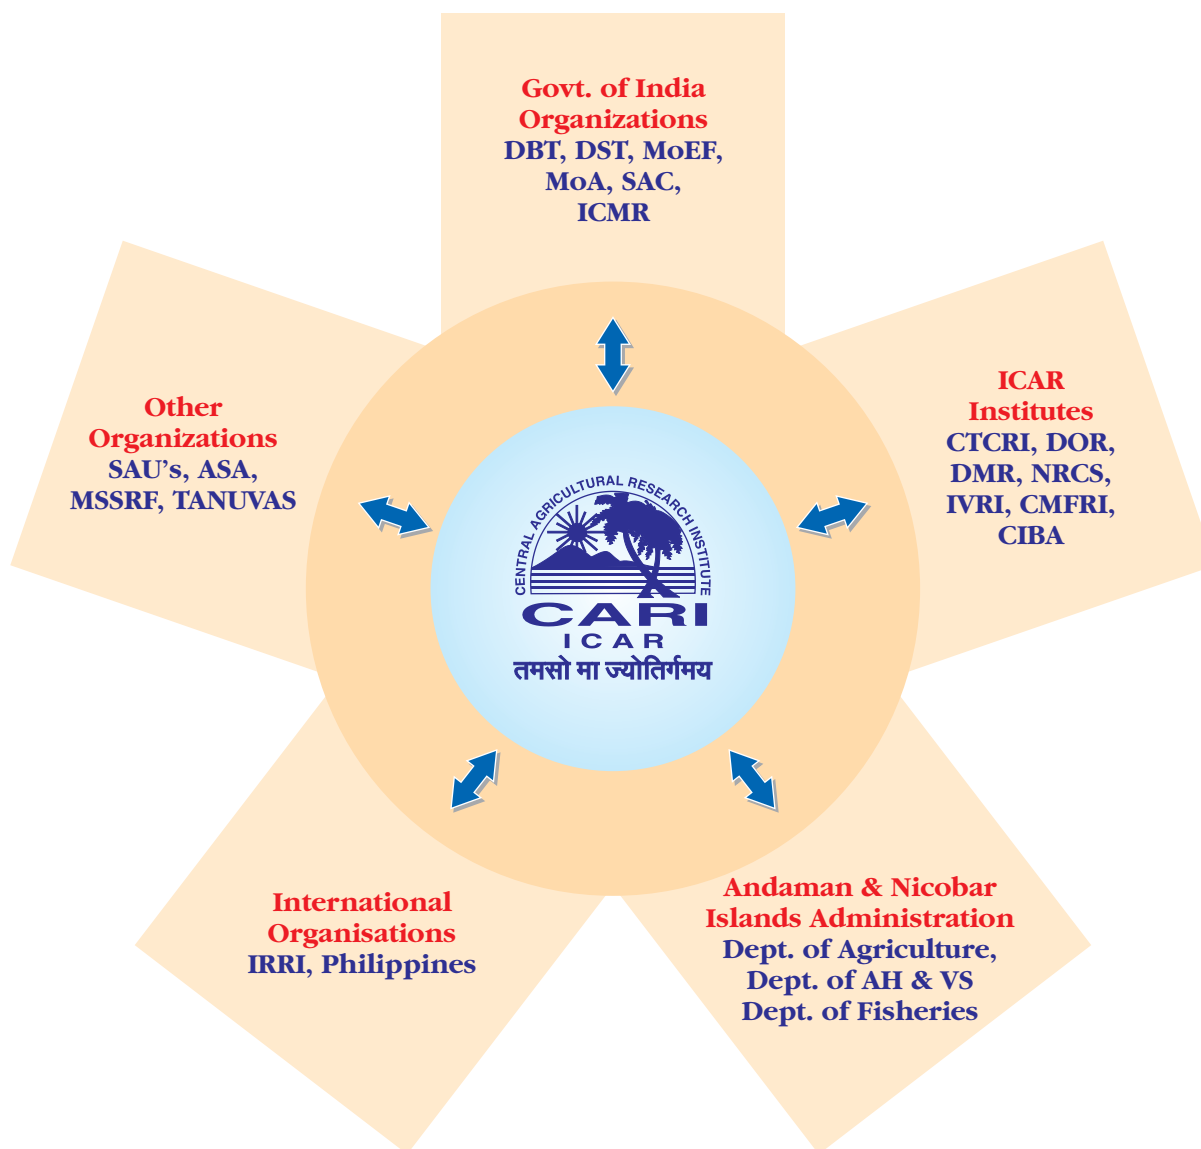 Govt. of India
Organizations
DBT, DST, MoEF,
MoA, SAC,
ICMR
Other
Organizations
SAU's, ASA,
MSSRF, TANUVAS
ICAR
Institutes
CTCRI, DOR,
DMR, NRCS,
IVRI, CMFRI,
CIBA
CENTRAL AGRICULTURAL RESEARCH INSTITUTE
CARI
ICAR
तमसो मा ज्योतिर्गमय
International
Organisations
IRRI, Philippines
Andaman & Nicobar
Islands Administration
Dept. of Agriculture,
Dept. of AH & VS
Dept. of Fisheries